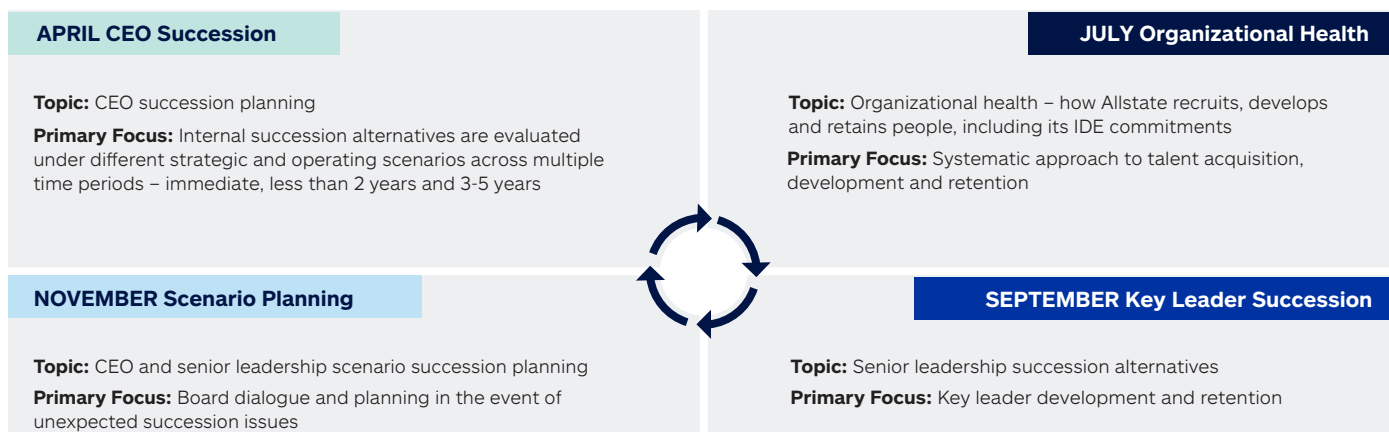 APRIL CEO Succession
Topic: CEO succession planning
Primary Focus: Internal succession alternatives are evaluated
under different strategic and operating scenarios across multiple
time periods – immediate, less than 2 years and 3-5 years
JULY Organizational Health
Topic: Organizational health – how Allstate recruits, develops
and retains people, including its IDE commitments
Primary Focus: Systematic approach to talent acquisition,
development and retention
NOVEMBER Scenario Planning
Topic: CEO and senior leadership scenario succession planning
Primary Focus: Board dialogue and planning in the event of
unexpected succession issues
SEPTEMBER Key Leader Succession
Topic: Senior leadership succession alternatives
Primary Focus: Key leader development and retention